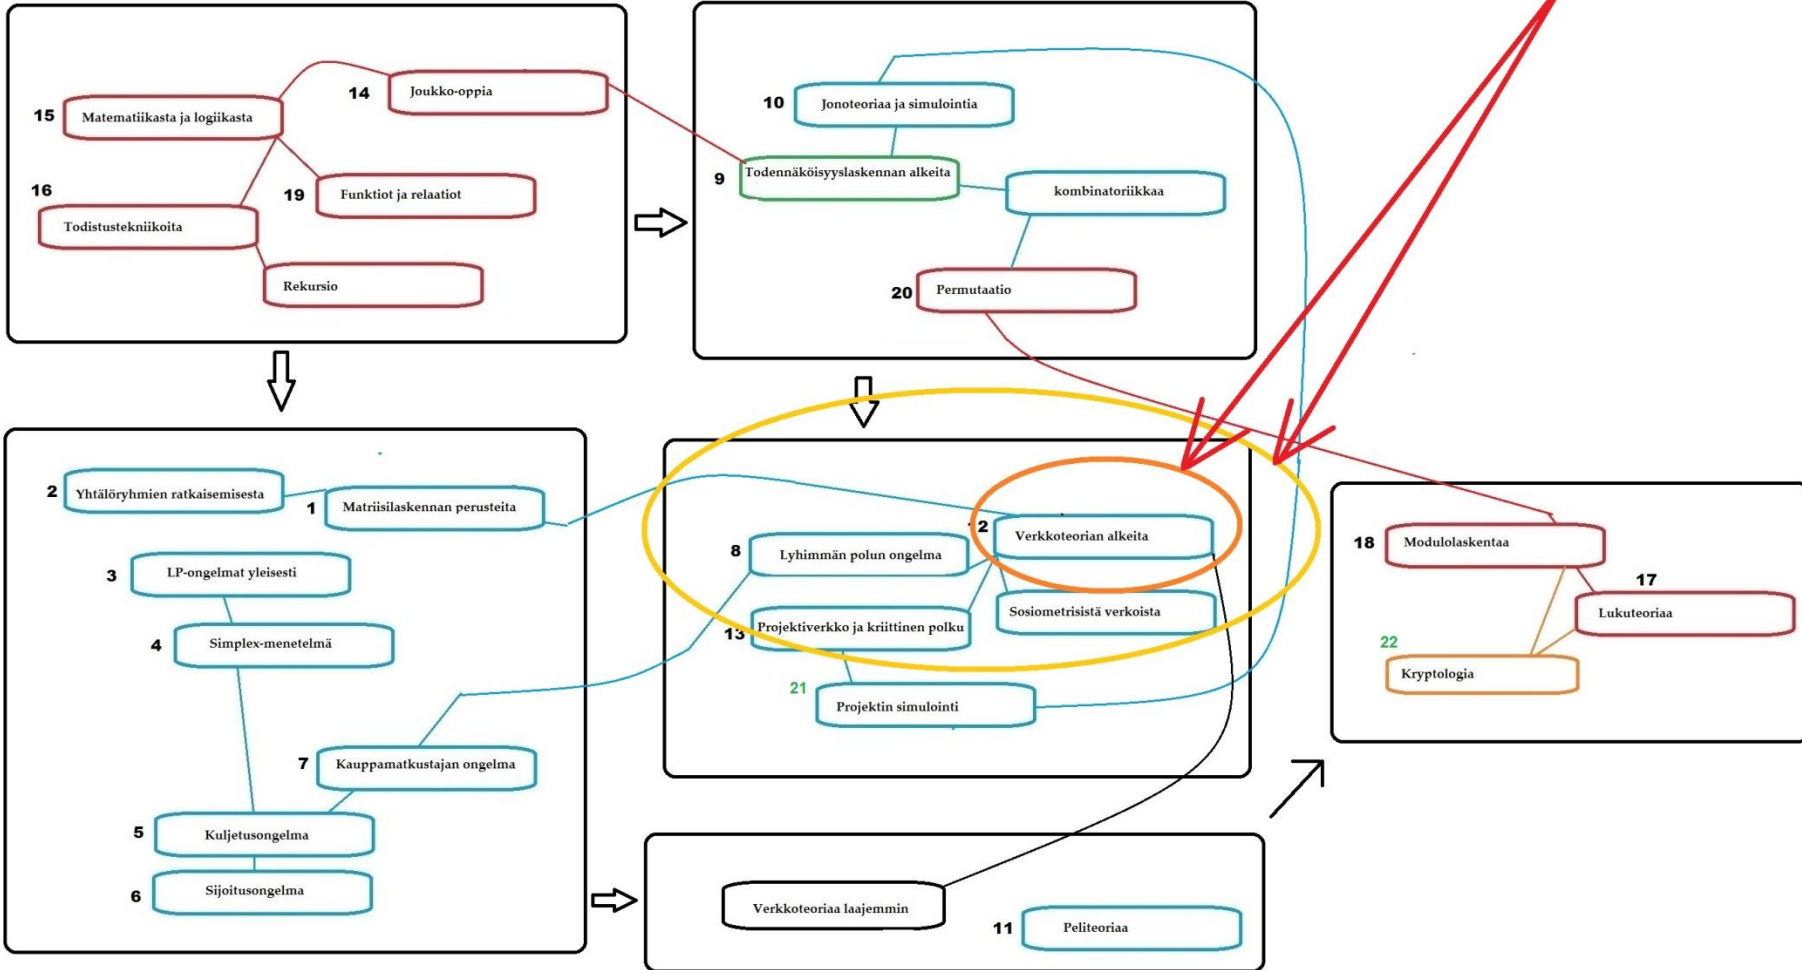 15 Matematiikasta ja logiikasta
14 Joukko-oppia
16 Todistustekniikoita
19 Funktiot ja relaatiot
Rekursio
10 Jonoteoriaa ja simulointia
9 Todennäköisyyslaskennan alkeita
kombinatoriikkaa
20 Permutaatio
2 Yhtälöryhmien ratkaisemisesta
1 Matriisilaskennan perusteita
3 LP-ongelmat yleisesti
4 Simplex-menetelmä
7 Kauppamatkustajan ongelma
5 Kuljetusongelma
6 Sijoitusongelma
12 Verkkoteorian alkeita
8 Lyhimmän polun ongelma
Sosiometrisistä verkoista
13 Projektiverkko ja kriittinen polku
21 Projektin simulointi
Verkkoteoriaa laajemmin
11 Peliteoriaa
18 Modulolaskentaa
17 Lukuteoriaa
22 Kryptologia